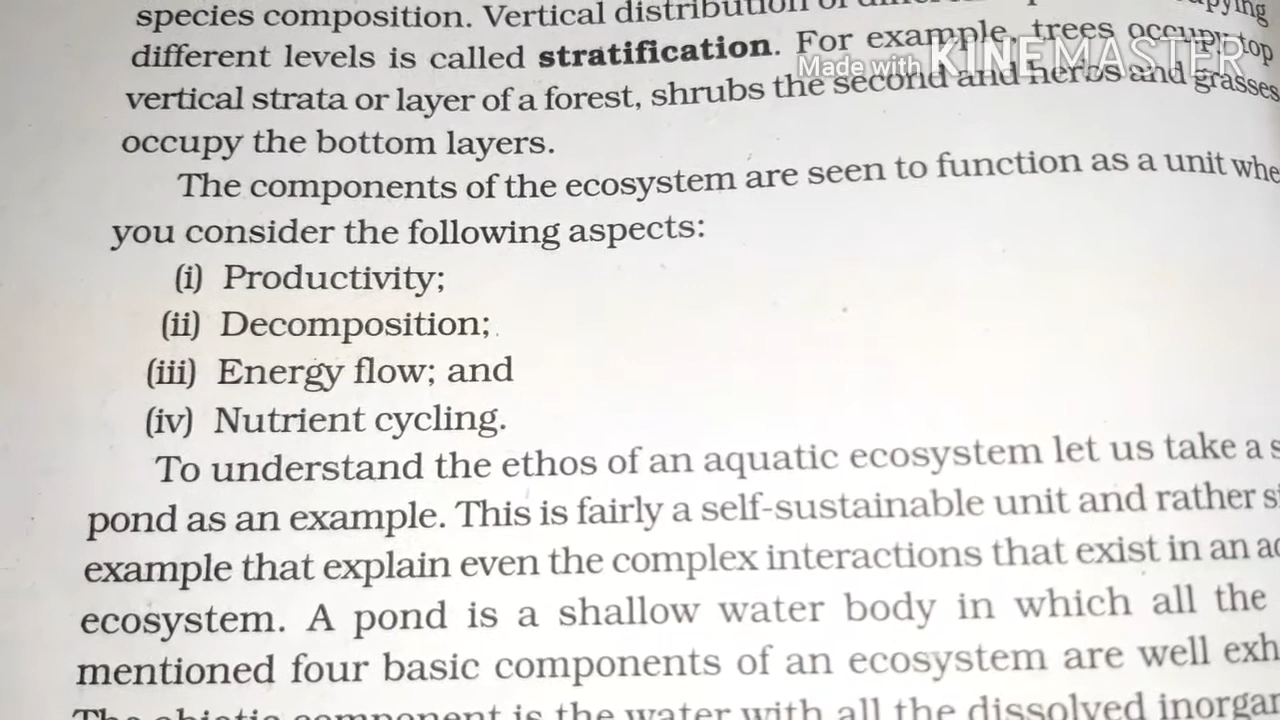 species composition. Vertical distribution of
different levels is called stratification. For example, trees occupy top
vertical strata or layer of a forest, shrubs the second and herbs and grasses
occupy the bottom layers.
The components of the ecosystem are seen to function as a unit whe
you consider the following aspects:
(i) Productivity;
(ii) Decomposition;
(iii) Energy flow; and
(iv) Nutrient cycling.
To understand the ethos of an aquatic ecosystem let us take a s
pond as an example. This is fairly a self-sustainable unit and rather si
example that explain even the complex interactions that exist in an aq
ecosystem. A pond is a shallow water body in which all the
mentioned four basic components of an ecosystem are well exh
The abiotic component is the water with all the dissolved inorgan
Made with KINEMASTER